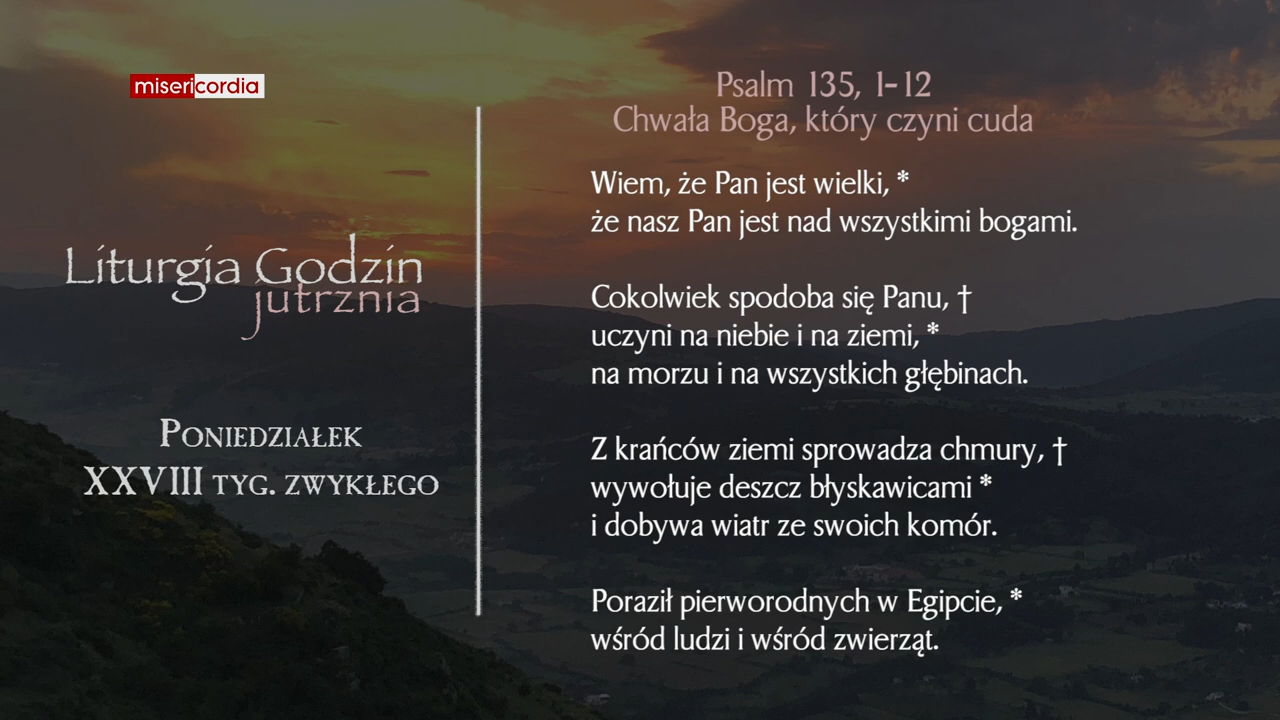 misericordia
Liturgia Godzin
jutrznia
Poniedziałek
XXVIII tyg. zwykłego
Psalm 135, 1-12
Chwała Boga, który czyni cuda
Wiem, że Pan jest wielki, *
że nasz Pan jest nad wszystkimi bogami.
Cokolwiek spodoba się Panu, †
uczyni na niebie i na ziemi, *
na morzu i na wszystkich głębinach.
Z krańców ziemi sprowadza chmury, †
wywołuje deszcz błyskawicami *
i dobywa wiatr ze swoich komór.
Poraził pierworodnych w Egipcie, *
wśród ludzi i wśród zwierząt.